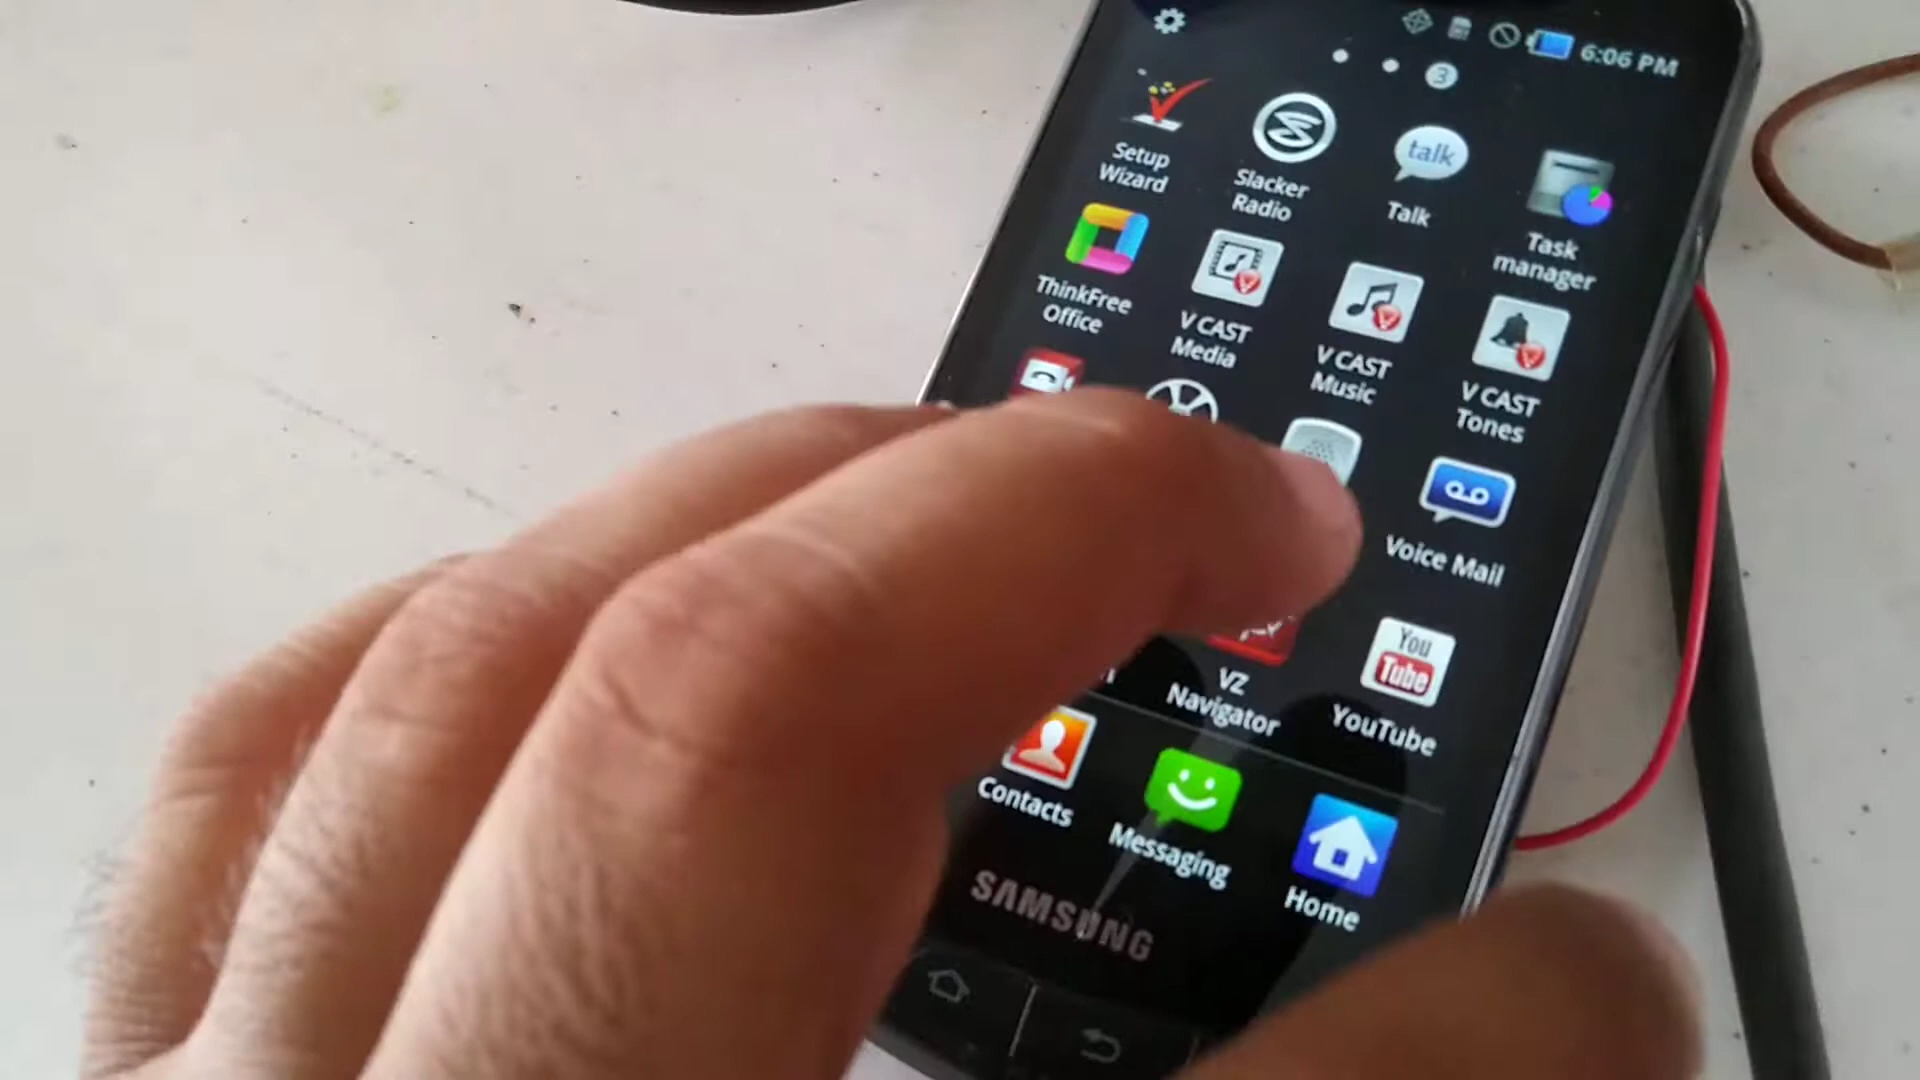 6:06 PM
3
Setup
Wizard
Slacker
Radio
talk
Talk
Task
manager
ThinkFree
Office
V CAST
Media
V CAST
Music
V CAST
Tones
Voice Mail
VZ
Navigator
You
Tube
YouTube
Contacts
Messaging
Home
SAMSUNG